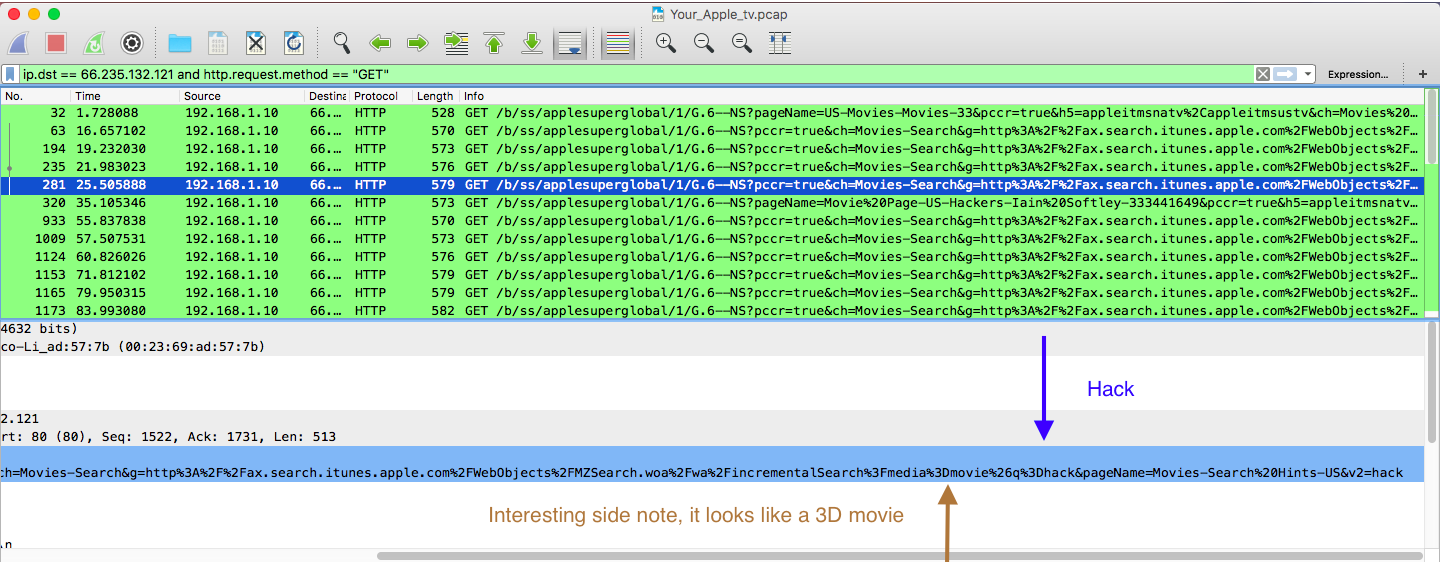 Your_Apple_tv.pcap
ip.dst == 66.235.132.121 and http.request.method == "GET"
Expression…
+
No. Time Source Destina Protocol Length Info
32 1.728088 192.168.1.10 66.… HTTP 528 GET /b/ss/applesuperglobal/1/G.6--NS?pageName=US-Movies-Movies-33&pccr=true&h5=appleitmsnatv%2Cappleitmsustv&ch=Movies%20…
63 16.657102 192.168.1.10 66.… HTTP 570 GET /b/ss/applesuperglobal/1/G.6--NS?pccr=true&ch=Movies-Search&g=http%3A%2F%2Fax.search.itunes.apple.com%2FWebObjects%2F…
194 19.232030 192.168.1.10 66.… HTTP 573 GET /b/ss/applesuperglobal/1/G.6--NS?pccr=true&ch=Movies-Search&g=http%3A%2F%2Fax.search.itunes.apple.com%2FWebObjects%2F…
235 21.983023 192.168.1.10 66.… HTTP 576 GET /b/ss/applesuperglobal/1/G.6--NS?pccr=true&ch=Movies-Search&g=http%3A%2F%2Fax.search.itunes.apple.com%2FWebObjects%2F…
281 25.505888 192.168.1.10 66.… HTTP 579 GET /b/ss/applesuperglobal/1/G.6--NS?pccr=true&ch=Movies-Search&g=http%3A%2F%2Fax.search.itunes.apple.com%2FWebObjects%2F…
320 35.105346 192.168.1.10 66.… HTTP 573 GET /b/ss/applesuperglobal/1/G.6--NS?pageName=Movie%20Page-US-Hackers-Iain%20Softley-333441649&pccr=true&h5=appleitmsnatv…
933 55.837838 192.168.1.10 66.… HTTP 570 GET /b/ss/applesuperglobal/1/G.6--NS?pccr=true&ch=Movies-Search&g=http%3A%2F%2Fax.search.itunes.apple.com%2FWebObjects%2F…
1009 57.507531 192.168.1.10 66.… HTTP 573 GET /b/ss/applesuperglobal/1/G.6--NS?pccr=true&ch=Movies-Search&g=http%3A%2F%2Fax.search.itunes.apple.com%2FWebObjects%2F…
1124 60.826026 192.168.1.10 66.… HTTP 576 GET /b/ss/applesuperglobal/1/G.6--NS?pccr=true&ch=Movies-Search&g=http%3A%2F%2Fax.search.itunes.apple.com%2FWebObjects%2F…
1153 71.812102 192.168.1.10 66.… HTTP 579 GET /b/ss/applesuperglobal/1/G.6--NS?pccr=true&ch=Movies-Search&g=http%3A%2F%2Fax.search.itunes.apple.com%2FWebObjects%2F…
1165 79.950315 192.168.1.10 66.… HTTP 579 GET /b/ss/applesuperglobal/1/G.6--NS?pccr=true&ch=Movies-Search&g=http%3A%2F%2Fax.search.itunes.apple.com%2FWebObjects%2F…
1173 83.993080 192.168.1.10 66.… HTTP 582 GET /b/ss/applesuperglobal/1/G.6--NS?pccr=true&ch=Movies-Search&g=http%3A%2F%2Fax.search.itunes.apple.com%2FWebObjects%2F…
4632 bits)
co-Li_ad:57:7b (00:23:69:ad:57:7b)
Hack
2.121
rt: 80 (80), Seq: 1522, Ack: 1731, Len: 513
ch=Movies-Search&g=http%3A%2F%2Fax.search.itunes.apple.com%2FWebObjects%2FMZSearch.woa%2Fwa%2FincrementalSearch%3Fmedia%3Dmovie%26q%3Dhack&pageName=Movies-Search%20Hints-US&v2=hack
Interesting side note, it looks like a 3D movie
\n